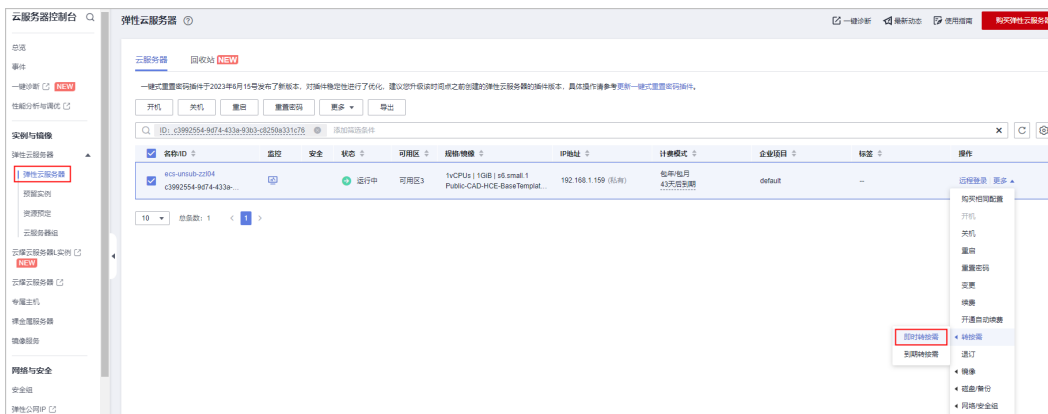 云服务器控制台
弹性云服务器
一键诊断
最新动态
使用指南
购买弹性云服务器
总览
事件
一键诊断 NEW
性能分析与调优
实例与镜像
弹性云服务器
弹性云服务器
预留实例
资源预定
云服务器组
云耀云服务器L实例
NEW
云耀云服务器
专属主机
裸金属服务器
镜像服务
网络与安全
安全组
弹性公网IP
云服务器 回收站 NEW
一键式重置密码插件于2023年6月15号发布了新版本，对插件稳定性进行了优化，建议您升级该时间点之前创建的弹性云服务器的插件版本，具体操作请参考更新一键式重置密码插件。
开机 关机 重启 重置密码 更多 导出
ID: c3992554-9d74-433a-93b3-c8250a331c76 添加筛选条件
名称/ID 监控 安全 状态 可用区 规格/镜像 IP地址 计费模式 企业项目 标签 操作
ecs-unsub-zzl04
c3992554-9d74-433a-...
运行中
可用区3
1vCPUs | 1GiB | s6.small.1
Public-CAD-HCE-BaseTemplat...
192.168.1.159 (私有)
包年/包月
43天后到期
default
--
远程登录 更多
10 总条数: 1 < 1 >
购买相同配置
开机
关机
重启
重置密码
变更
续费
开通自动续费
转按需
即时转按需
到期转按需
退订
镜像
磁盘/备份
网络/安全组